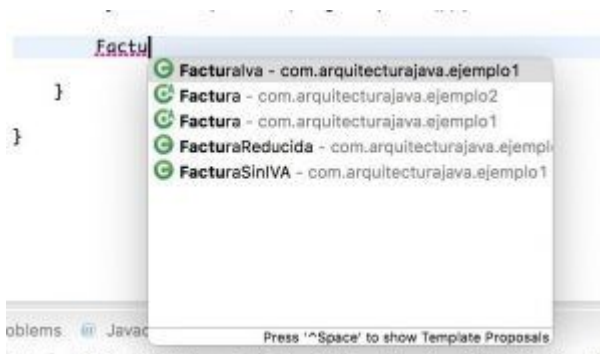 Factu
FacturaIva - com.arquitecturajava.ejemplo1
}
Factura - com.arquitecturajava.ejemplo2
Factura - com.arquitecturajava.ejemplo1
}
FacturaReducida - com.arquitecturajava.ejempl
FacturaSinIVA - com.arquitecturajava.ejemplo1
oblems @ Javac
Press '^Space' to show Template Proposals